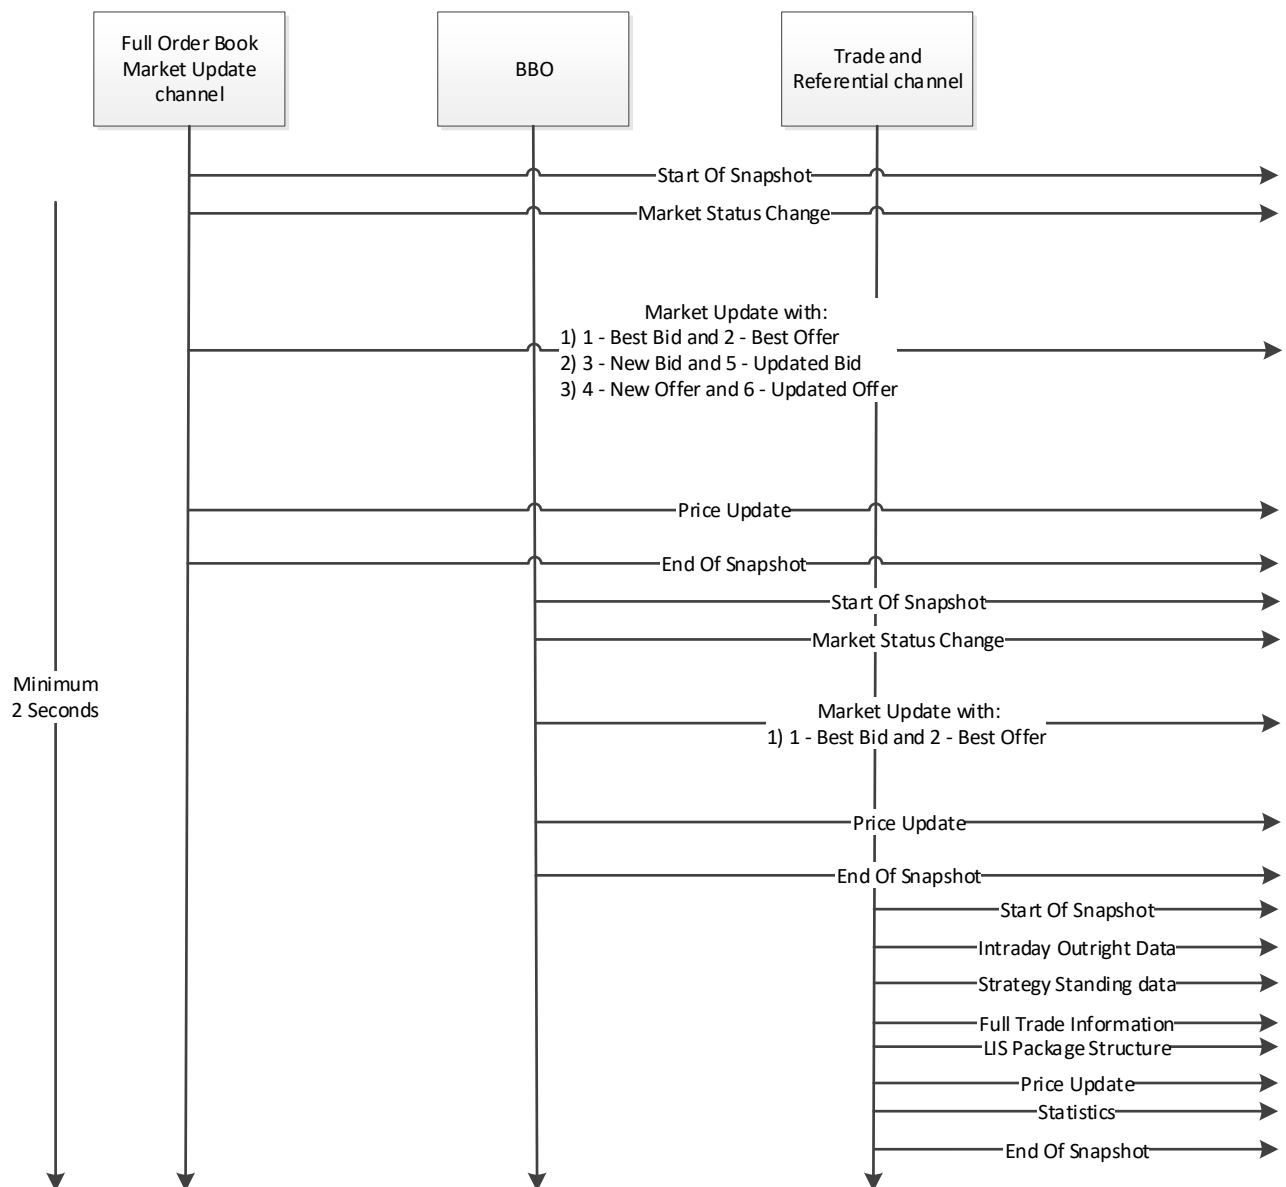 Full Order Book
Market Update
channel
BBO
Trade and
Referential channel
Start Of Snapshot
Market Status Change
Market Update with:
1) 1 - Best Bid and 2 - Best Offer
2) 3 - New Bid and 5 - Updated Bid
3) 4 - New Offer and 6 - Updated Offer
Price Update
End Of Snapshot
Start Of Snapshot
Market Status Change
Minimum
2 Seconds
Market Update with:
1) 1 - Best Bid and 2 - Best Offer
Price Update
End Of Snapshot
Start Of Snapshot
Intraday Outright Data
Strategy Standing data
Full Trade Information
LIS Package Structure
Price Update
Statistics
End Of Snapshot